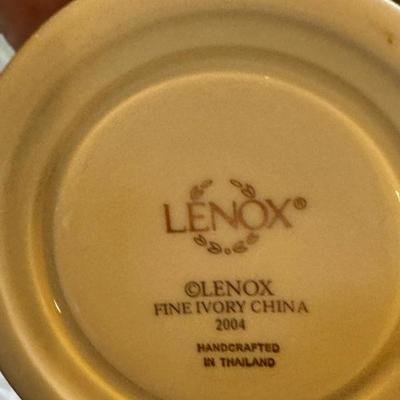 LENOX®
©LENOX
FINE IVORY CHINA
2004
HANDCRAFTED
IN THAILAND